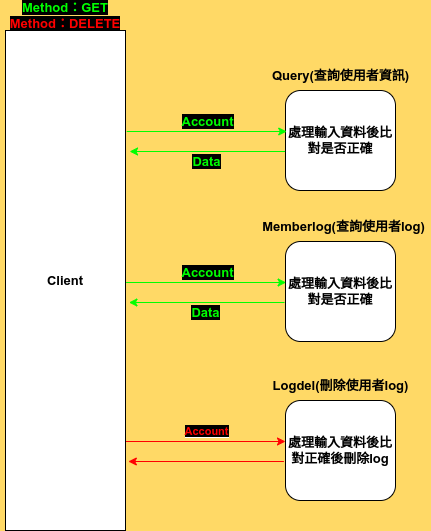 Method：GET
Method：DELETE
Query(查詢使用者資訊)
Account
Data
處理輸入資料後比
對是否正確
Memberlog(查詢使用者log)
Client
Account
Data
處理輸入資料後比
對是否正確
Logdel(刪除使用者log)
Account
處理輸入資料後比
對正確後刪除log